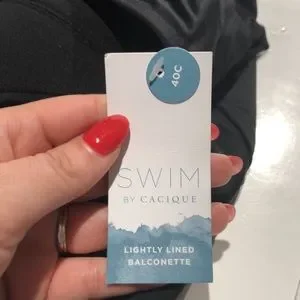 40C
SWIM
BY CACIQUE
LIGHTLY LINED
BALCONETTE